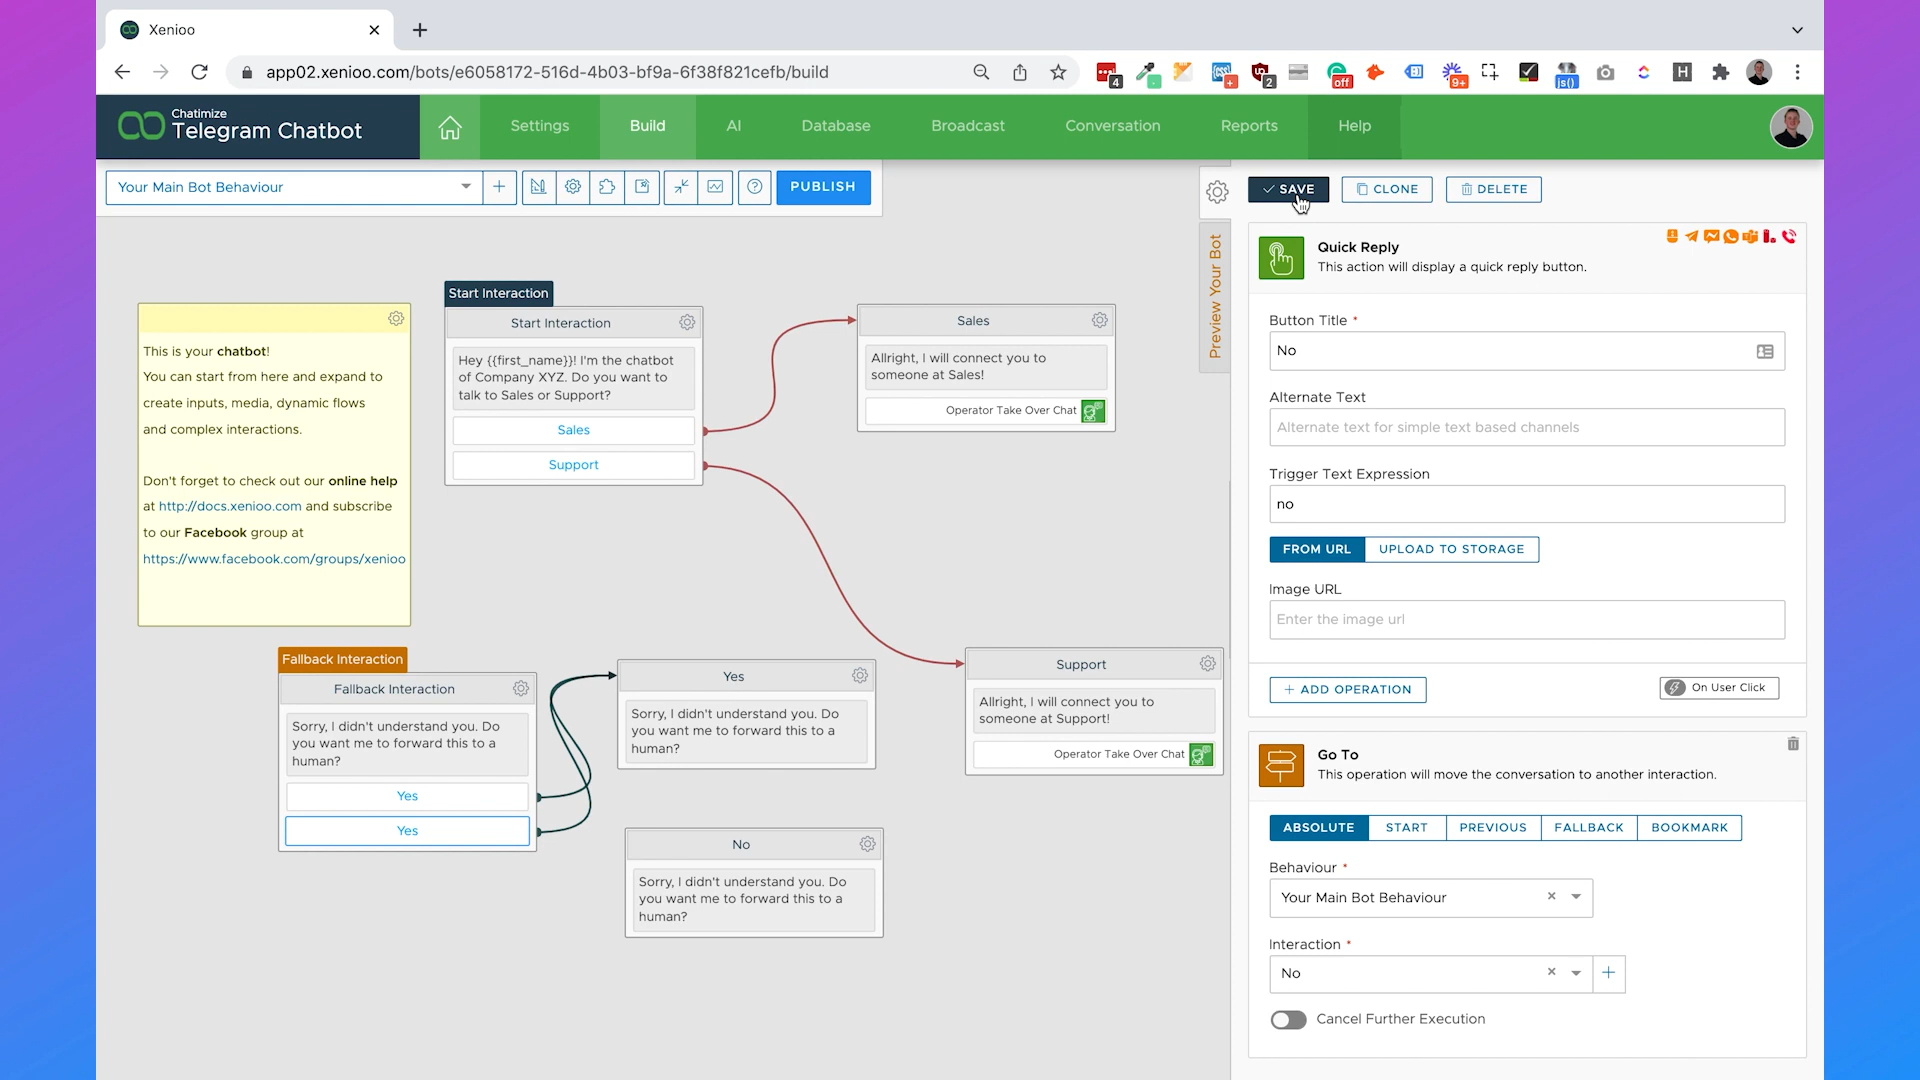 Xenioo
app02.xenioo.com/bots/e6058172-516d-4b03-bf9a-6f38f821cefb/build
4
2
off
9+
js()
H
Chatimize
Telegram Chatbot
Settings
Build
AI
Database
Broadcast
Conversation
Reports
Help
Your Main Bot Behaviour
PUBLISH
SAVE
CLONE
DELETE
Preview Your Bot
Quick Reply
This action will display a quick reply button.
Button Title *
No
Alternate Text
Alternate text for simple text based channels
Trigger Text Expression
no
FROM URL
UPLOAD TO STORAGE
Image URL
Enter the image url
+ ADD OPERATION
On User Click
Go To
This operation will move the conversation to another interaction.
ABSOLUTE
START
PREVIOUS
FALLBACK
BOOKMARK
Behaviour *
Your Main Bot Behaviour
Interaction *
No
Cancel Further Execution
This is your chatbot!
You can start from here and expand to
create inputs, media, dynamic flows
and complex interactions.
Don't forget to check out our online help
at http://docs.xenioo.com and subscribe
to our Facebook group at
https://www.facebook.com/groups/xenioo
Start Interaction
Start Interaction
Hey {{first_name}}! I'm the chatbot
of Company XYZ. Do you want to
talk to Sales or Support?
Sales
Support
Sales
Allright, I will connect you to
someone at Sales!
Operator Take Over Chat
Fallback Interaction
Fallback Interaction
Sorry, I didn't understand you. Do
you want me to forward this to a
human?
Yes
Yes
Yes
Sorry, I didn't understand you. Do
you want me to forward this to a
human?
No
Sorry, I didn't understand you. Do
you want me to forward this to a
human?
Support
Allright, I will connect you to
someone at Support!
Operator Take Over Chat